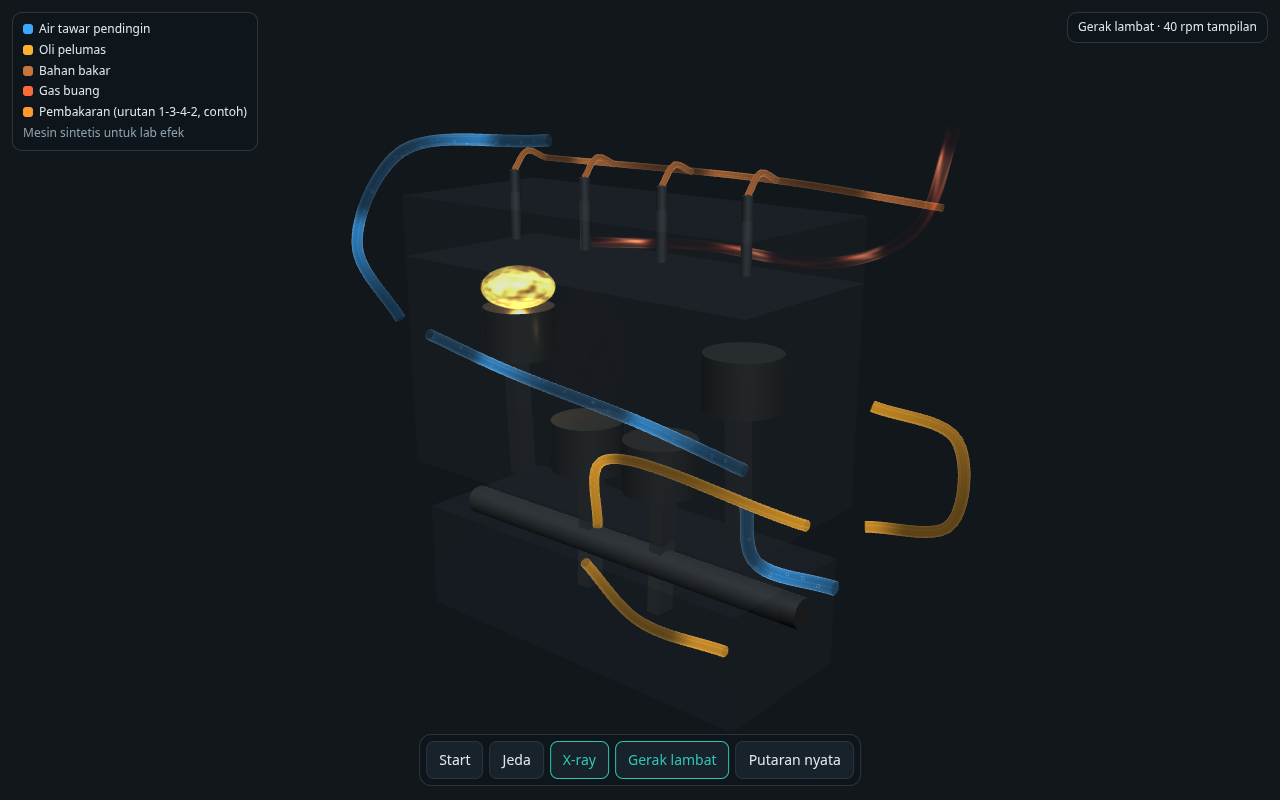 Air tawar pendingin
Oli pelumas
Bahan bakar
Gas buang
Pembakaran (urutan 1-3-4-2, contoh)
Mesin sintetis untuk lab efek
Gerak lambat · 40 rpm tampilan
Start
Jeda
X-ray
Gerak lambat
Putaran nyata